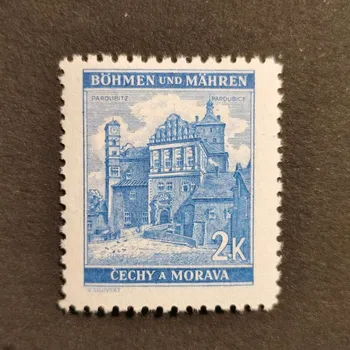 BÖHMEN UND MÄHREN
PARDUBITZ PARDUBICE
2K
ČECHY A MORAVA